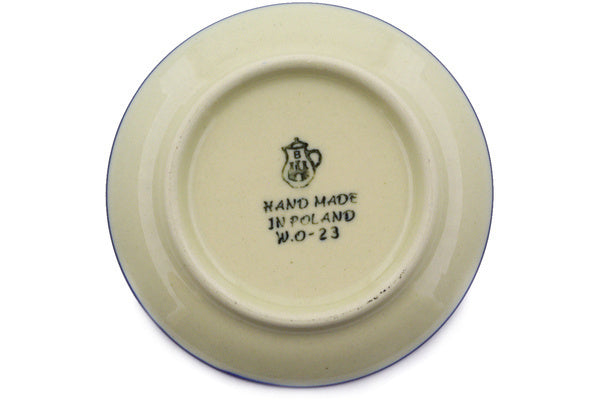 B
HAND MADE
IN POLAND
W.O-23